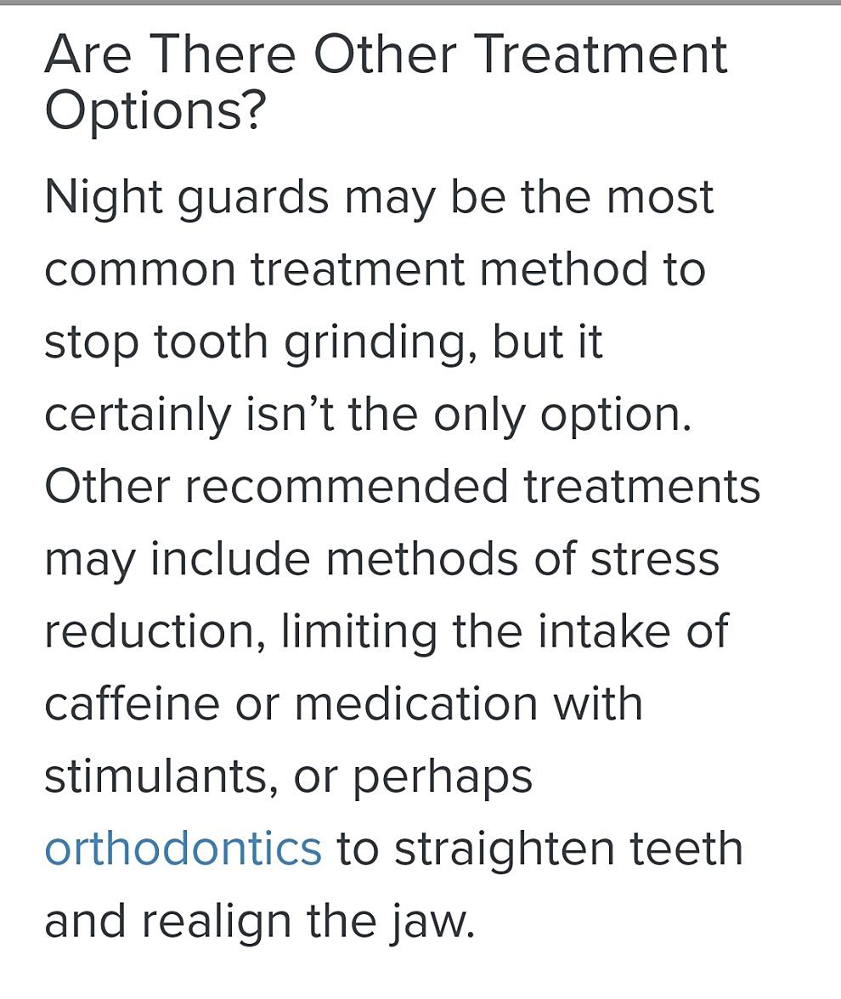 Are There Other Treatment
Options?
Night guards may be the most
common treatment method to
stop tooth grinding, but it
certainly isn’t the only option.
Other recommended treatments
may include methods of stress
reduction, limiting the intake of
caffeine or medication with
stimulants, or perhaps
orthodontics to straighten teeth
and realign the jaw.